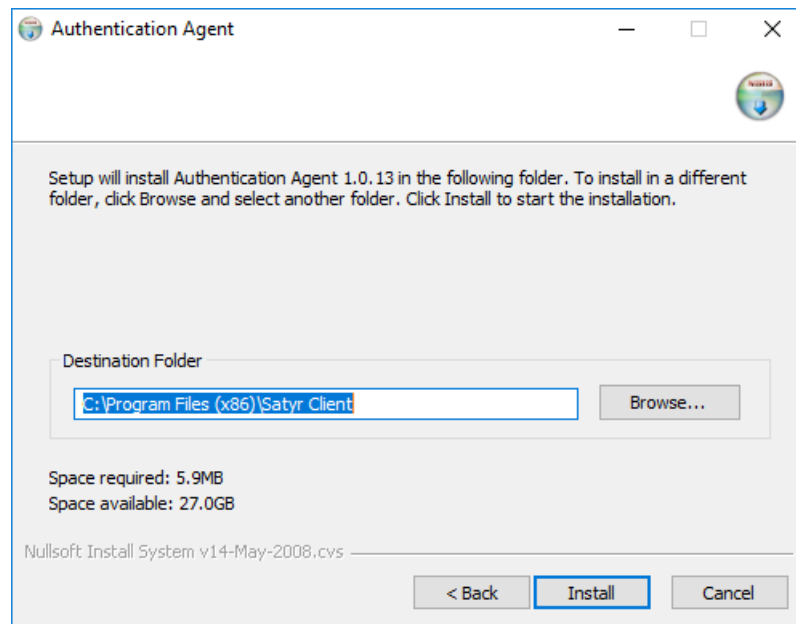 Authentication Agent
Setup will install Authentication Agent 1.0.13 in the following folder. To install in a different
folder, click Browse and select another folder. Click Install to start the installation.
Destination Folder
C:\Program Files (x86)\Satyr Client
Browse...
Space required: 5.9MB
Space available: 27.0GB
Nullsoft Install System v14-May-2008.cvs
< Back
Install
Cancel